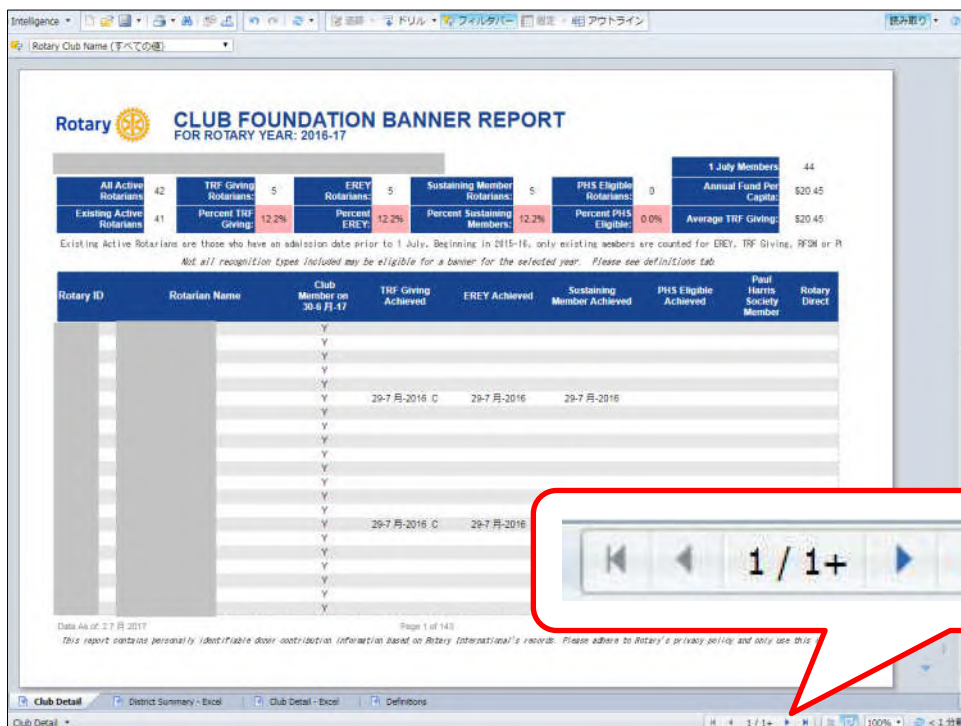 Intelligence ドリル フィルタバー 固定 アウトライン 読み取り
Rotary Club Name (すべての値)
Rotary CLUB FOUNDATION BANNER REPORT
FOR ROTARY YEAR: 2016-17
1 July Members 44
All Active Rotarians 42 TRF Giving Rotarians: 5 EREY Rotarians: 5 Sustaining Member Rotarians: 5 PHS Eligible Rotarians: 0 Annual Fund Per Capita: $20.45
Existing Active Rotarians 41 Percent TRF Giving: 12.2% Percent EREY: 12.2% Percent Sustaining Members: 12.2% Percent PHS Eligible: 0.0% Average TRF Giving: $20.45
Existing Active Rotarians are those who have an admission date prior to 1 July. Beginning in 2015-16, only existing members are counted for EREY, TRF Giving, RFSM or P
Not all recognition types included may be eligible for a banner for the selected year. Please see definitions tab
Rotary ID Rotarian Name Club Member on 30-6月-17 TRF Giving Achieved EREY Achieved Sustaining Member Achieved PHS Eligible Achieved Paul Harris Society Member Rotary Direct
Y
Y
Y
Y
Y
Y 29-7月-2016 C 29-7月-2016 29-7月-2016
Y
Y
Y
Y
Y
Y
Y
Y
Y 29-7月-2016 C 29-7月-2016
Y
Y
Y
Y
Y
Y
1 / 1+
Data As of: 2 7月 2017 Page 1 of 143
This report contains personally identifiable donor contribution information based on Rotary International's records. Please adhere to Rotary's privacy policy and only use this
Club Detail District Summary - Excel Club Detail - Excel Definitions
Club Detail 1 / 1+ 100% < 1 分前